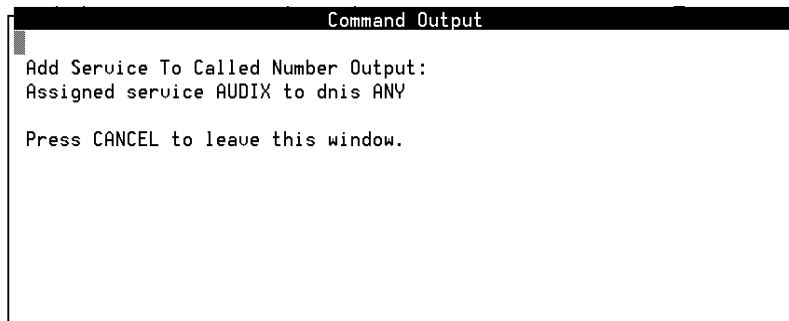 Command Output
Add Service To Called Number Output:
Assigned service AUDIX to dnis ANY
Press CANCEL to leave this window.